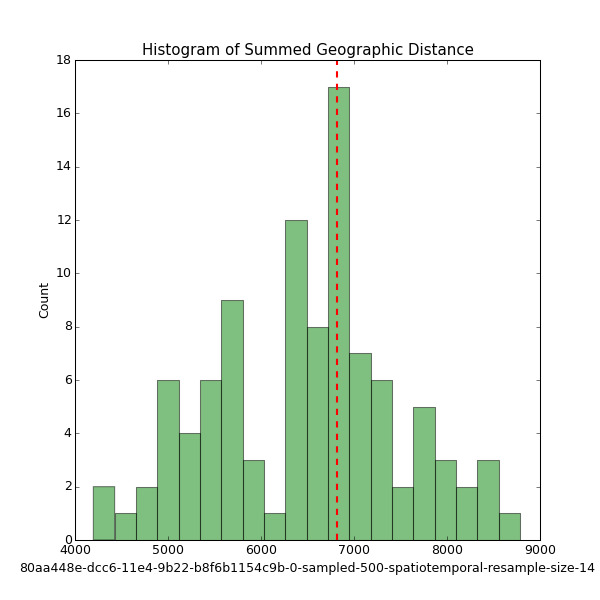 Histogram of Summed Geographic Distance
18
16
14
12
10
8
6
4
2
0
Count
4000 5000 6000 7000 8000 9000
80aa448e-dcc6-11e4-9b22-b8f6b1154c9b-0-sampled-500-spatiotemporal-resample-size-14